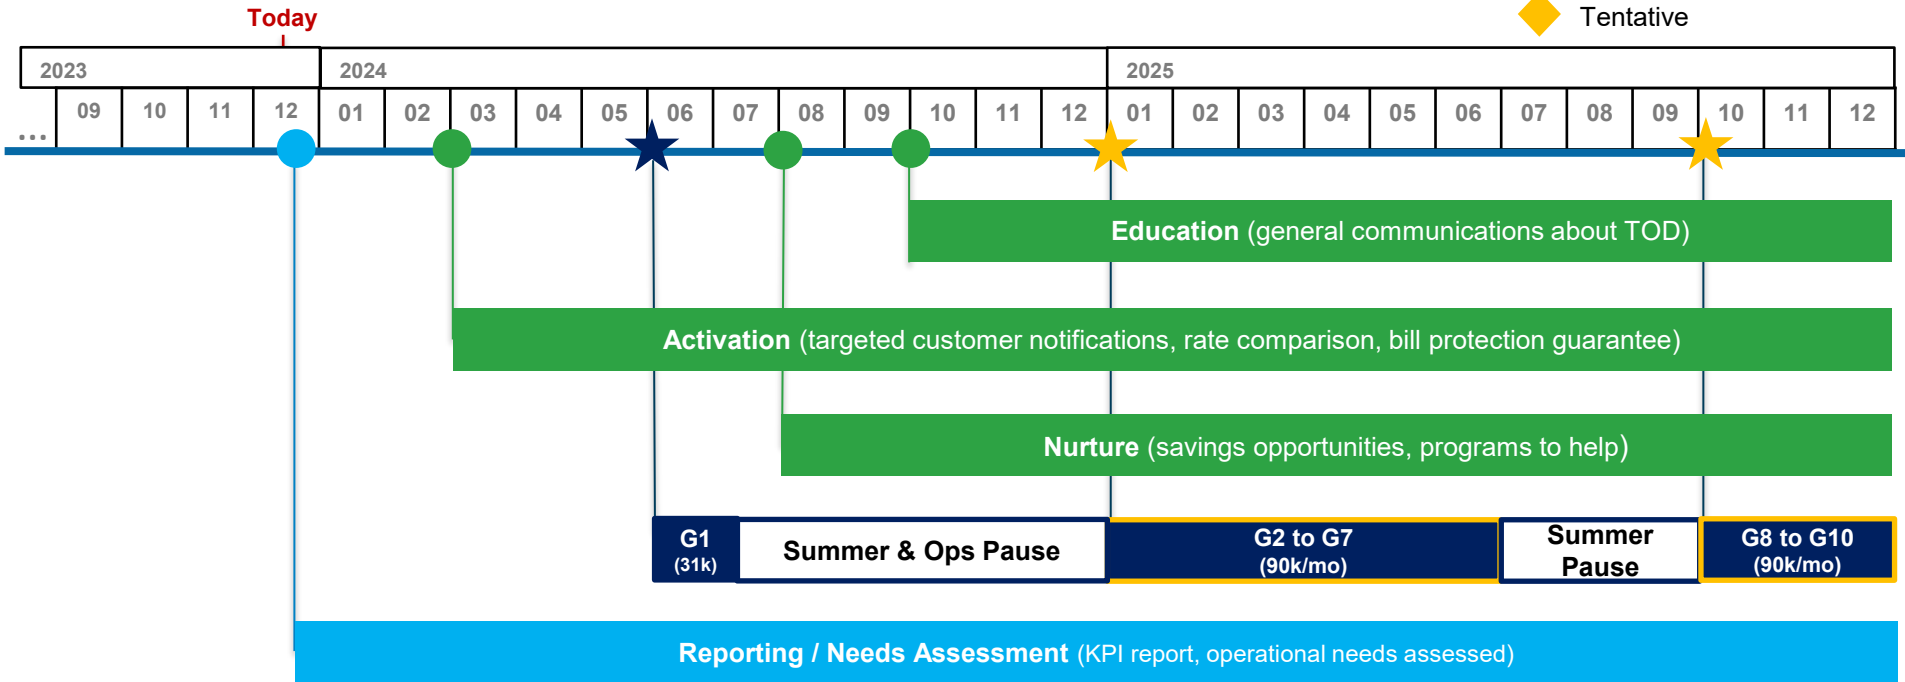 Today
Tentative
2023
2024
2025
...
09 10 11 12 01 02 03 04 05 06 07 08 09 10 11 12 01 02 03 04 05 06 07 08 09 10 11 12
Education (general communications about TOD)
Activation (targeted customer notifications, rate comparison, bill protection guarantee)
Nurture (savings opportunities, programs to help)
G1
(31k)
Summer & Ops Pause
G2 to G7
(90k/mo)
Summer
Pause
G8 to G10
(90k/mo)
Reporting / Needs Assessment (KPI report, operational needs assessed)